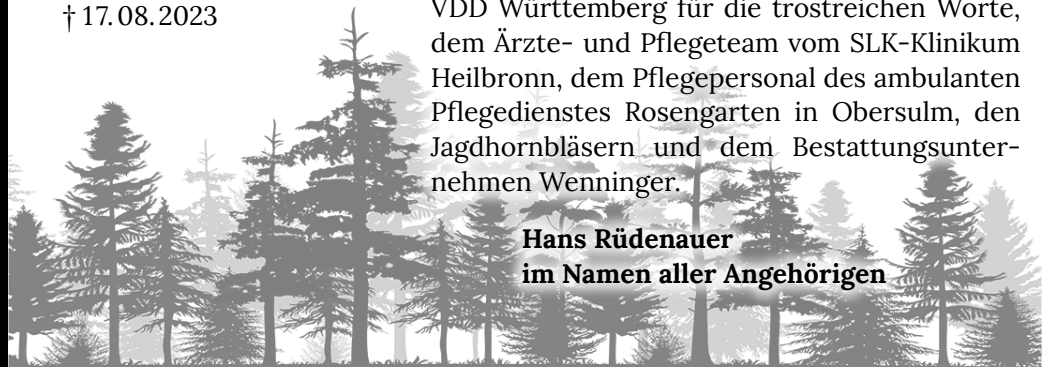 † 17. 08. 2023
VDD Württemberg für die trostreichen Worte,
dem Ärzte- und Pflegeteam vom SLK-Klinikum
Heilbronn, dem Pflegepersonal des ambulanten
Pflegedienstes Rosengarten in Obersulm, den
Jagdhornbläsern und dem Bestattungsunter-
nehmen Wenninger.
Hans Rüdenauer
im Namen aller Angehörigen